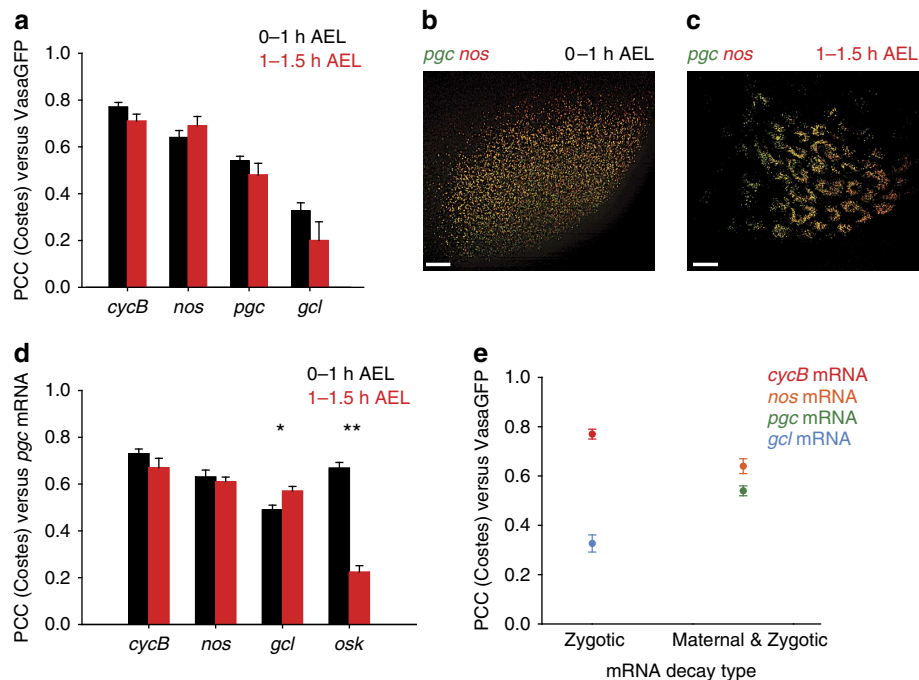 a
0–1 h AEL
1–1.5 h AEL
PCC (Costes) versus VasaGFP
1.0
0.8
0.6
0.4
0.2
0.0
cycB nos pgc gcl
b
pgc nos 0–1 h AEL
c
pgc nos 1–1.5 h AEL
d
0–1 h AEL
1–1.5 h AEL
* **
PCC (Costes) versus pgc mRNA
1.0
0.8
0.6
0.4
0.2
0.0
cycB nos gcl osk
e
cycB mRNA
nos mRNA
pgc mRNA
gcl mRNA
PCC (Costes) versus VasaGFP
1.0
0.8
0.6
0.4
0.2
0.0
Zygotic Maternal & Zygotic
mRNA decay type